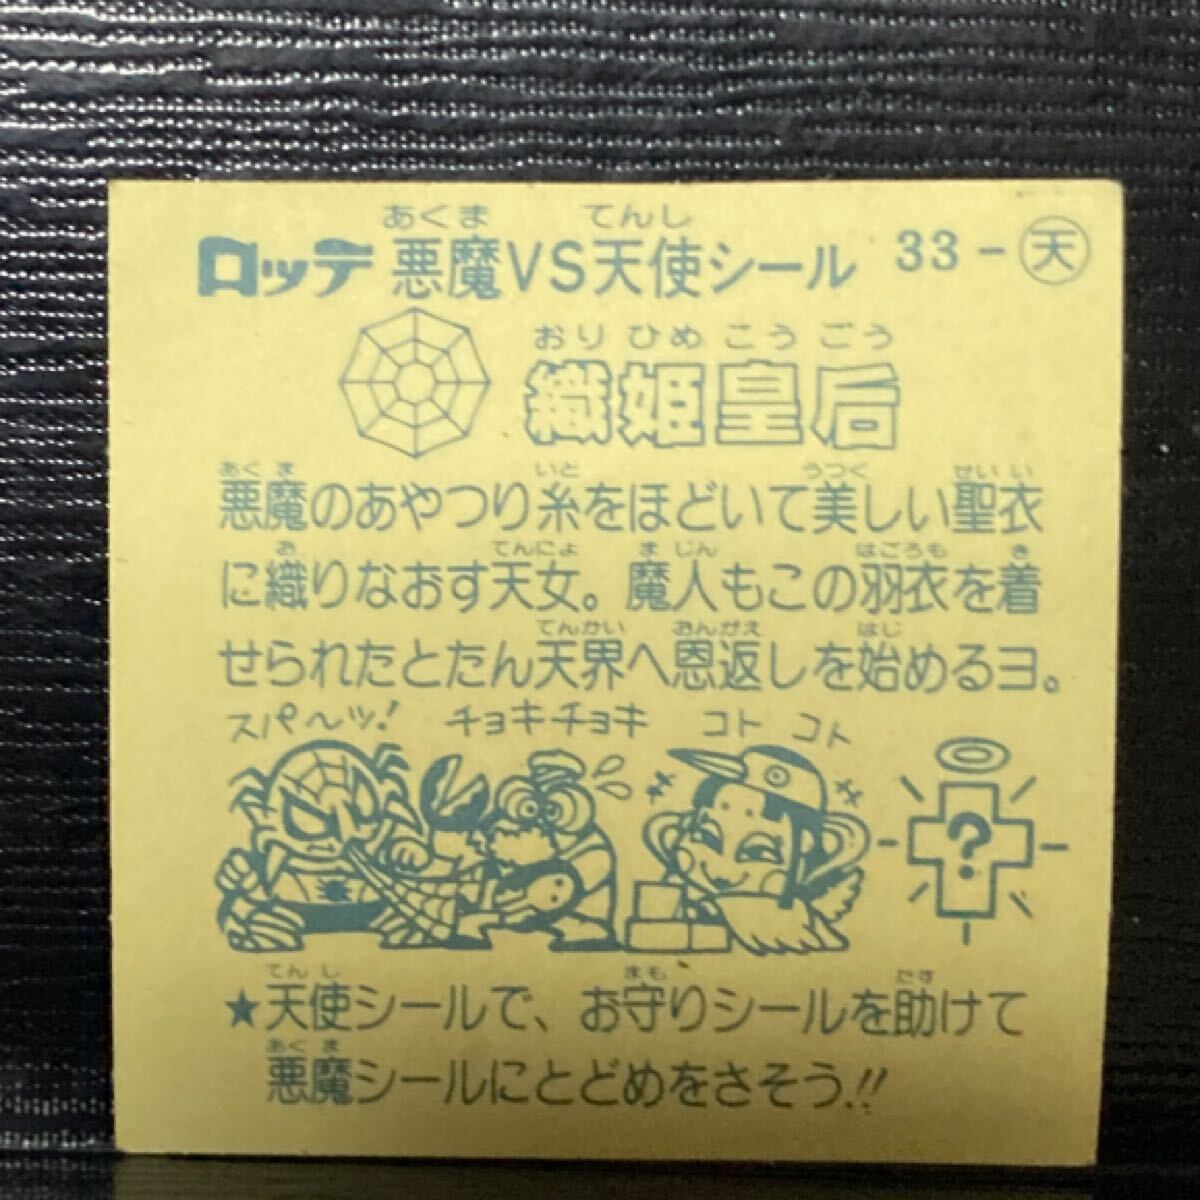 あくま てんし
ロッテ 悪魔VS天使シール 33-天
おりひめこうごう
織姫皇后
あくま いと うつく せいい
悪魔のあやつり糸をほどいて美しい聖衣
お てんにょ まじん はごろも き
に織りなおす天女。魔人もこの羽衣を着
てんかい おんがえ はじ
せられたとたん天界へ恩返しを始めるヨ。
スパ〜ッ! チョキチョキ コト コト
?
てんし まも たす
★天使シールで、お守りシールを助けて
あくま
悪魔シールにとどめをさそう!!